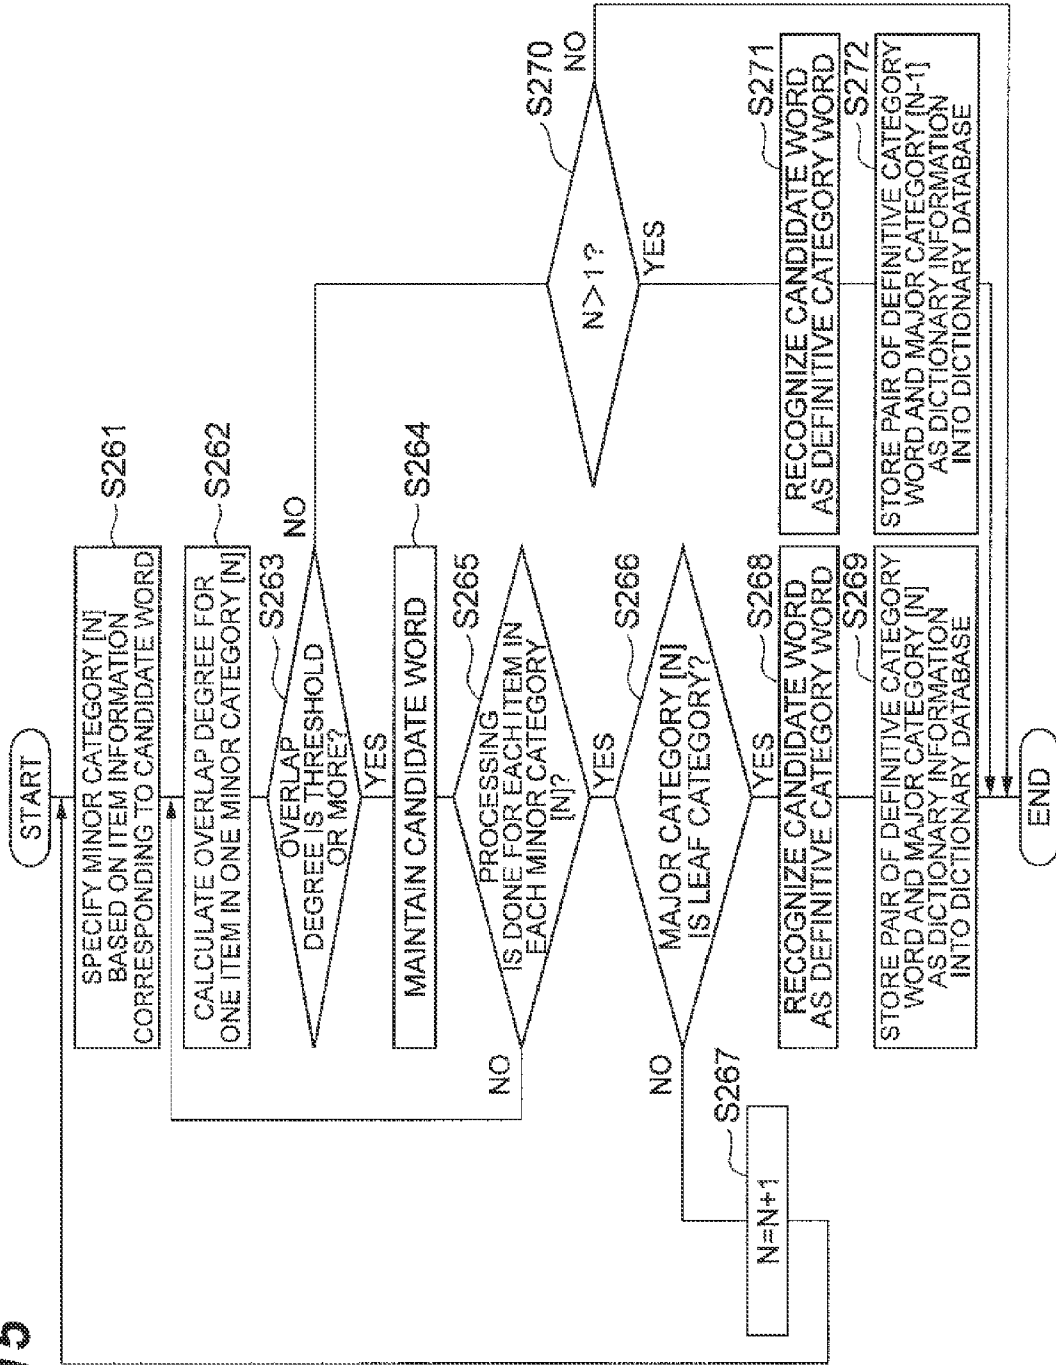 15
START
SPECIFY MINOR CATEGORY [N]
BASED ON ITEM INFORMATION
CORRESPONDING TO CANDIDATE WORD
S261
CALCULATE OVERLAP DEGREE FOR
ONE ITEM IN ONE MINOR CATEGORY [N]
S262
OVERLAP
DEGREE IS THRESHOLD
OR MORE?
S263
NO
YES
MAINTAIN CANDIDATE WORD
S264
PROCESSING
IS DONE FOR EACH ITEM IN
EACH MINOR CATEGORY
[N]?
S265
NO
YES
MAJOR CATEGORY [N]
IS LEAF CATEGORY?
S266
NO
YES
N=N+1
S267
RECOGNIZE CANDIDATE WORD
AS DEFINITIVE CATEGORY WORD
S268
STORE PAIR OF DEFINITIVE CATEGORY
WORD AND MAJOR CATEGORY [N]
AS DICTIONARY INFORMATION
INTO DICTIONARY DATABASE
S269
N>1?
S270
NO
YES
RECOGNIZE CANDIDATE WORD
AS DEFINITIVE CATEGORY WORD
S271
STORE PAIR OF DEFINITIVE CATEGORY
WORD AND MAJOR CATEGORY [N-1]
AS DICTIONARY INFORMATION
INTO DICTIONARY DATABASE
S272
END